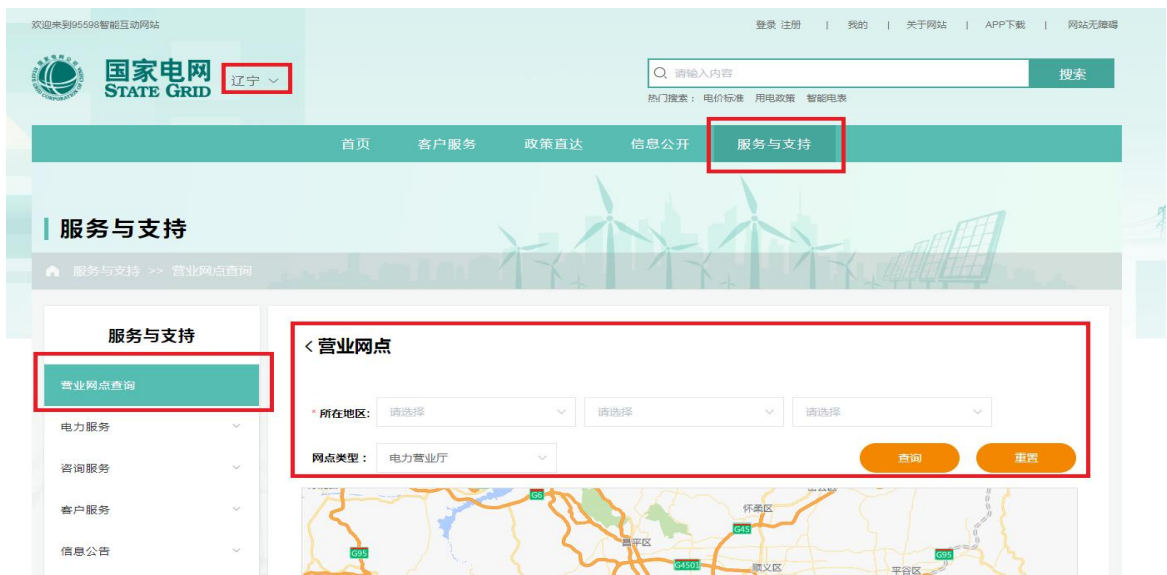 欢迎来到95598智能互动网站
登录 注册 | 我的 | 关于网站 | APP下载 | 网站无障碍
国家电网
STATE GRID
辽宁
请输入内容
搜索
热门搜索： 电价标准 用电政策 智能电表
首页 客户服务 政策直达 信息公开 服务与支持
服务与支持
服务与支持 >> 营业网点查询
服务与支持
营业网点查询
电力服务
咨询服务
客户服务
信息公告
<营业网点
* 所在地区: 请选择 请选择 请选择
网点类型： 电力营业厅 查询 重置
G6
怀柔区
G45
昌平区
G95
G4501
顺义区
G95
平谷区